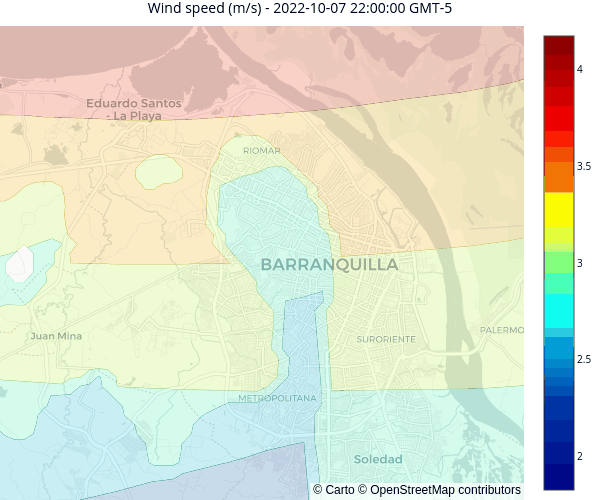 Wind speed (m/s) - 2022-10-07 22:00:00 GMT-5
Eduardo Santos
- La Playa
RIOMAR
BARRANQUILLA
Juan Mina
SURORIENTE
PALERMO
METROPOLITANA
Soledad
© Carto © OpenStreetMap contributors
4
3.5
3
2.5
2